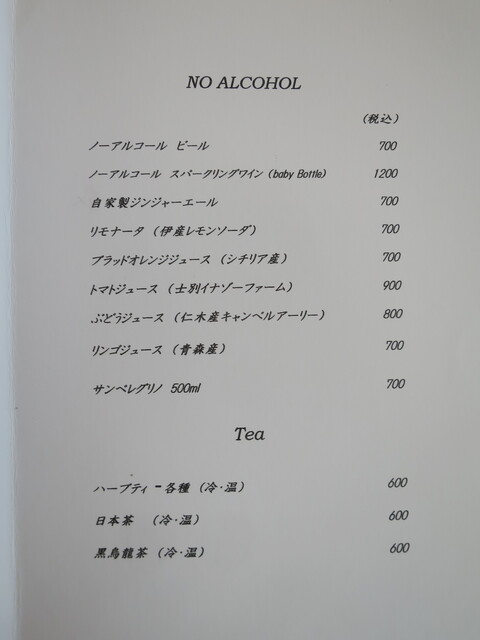 NO ALCOHOL
(税込)
ノーアルコール ビール 700
ノーアルコール スパークリングワイン (baby Bottle) 1200
自家製ジンジャーエール 700
リモナータ (伊産レモンソーダ) 700
ブラッドオレンジジュース (シチリア産) 700
トマトジュース (士別イナゾーファーム) 900
ぶどうジュース (仁木産キャンベルアーリー) 800
リンゴジュース (青森産) 700
サンペレグリノ 500ml 700
Tea
ハーブティー各種 (冷・温) 600
日本茶 (冷・温) 600
黒烏龍茶 (冷・温) 600